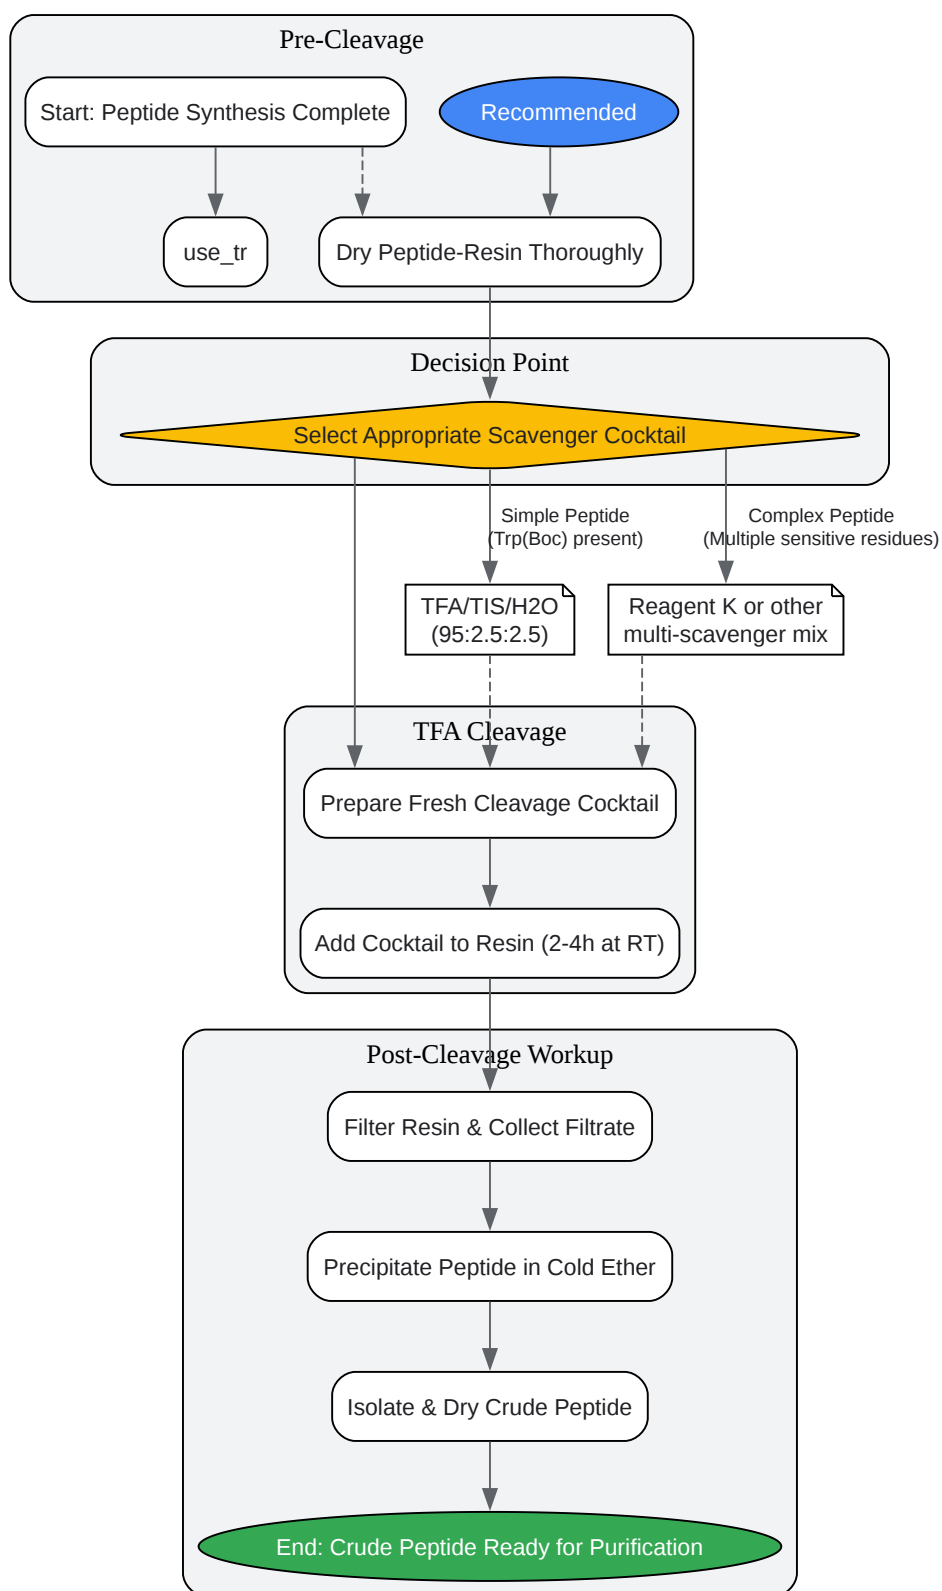 Pre-Cleavage
Start: Peptide Synthesis Complete
Recommended
use_tr
Dry Peptide-Resin Thoroughly
Decision Point
Select Appropriate Scavenger Cocktail
Simple Peptide
(Trp(Boc) present)
Complex Peptide
(Multiple sensitive residues)
TFA/TIS/H2O
(95:2.5:2.5)
Reagent K or other
multi-scavenger mix
TFA Cleavage
Prepare Fresh Cleavage Cocktail
Add Cocktail to Resin (2-4h at RT)
Post-Cleavage Workup
Filter Resin & Collect Filtrate
Precipitate Peptide in Cold Ether
Isolate & Dry Crude Peptide
End: Crude Peptide Ready for Purification